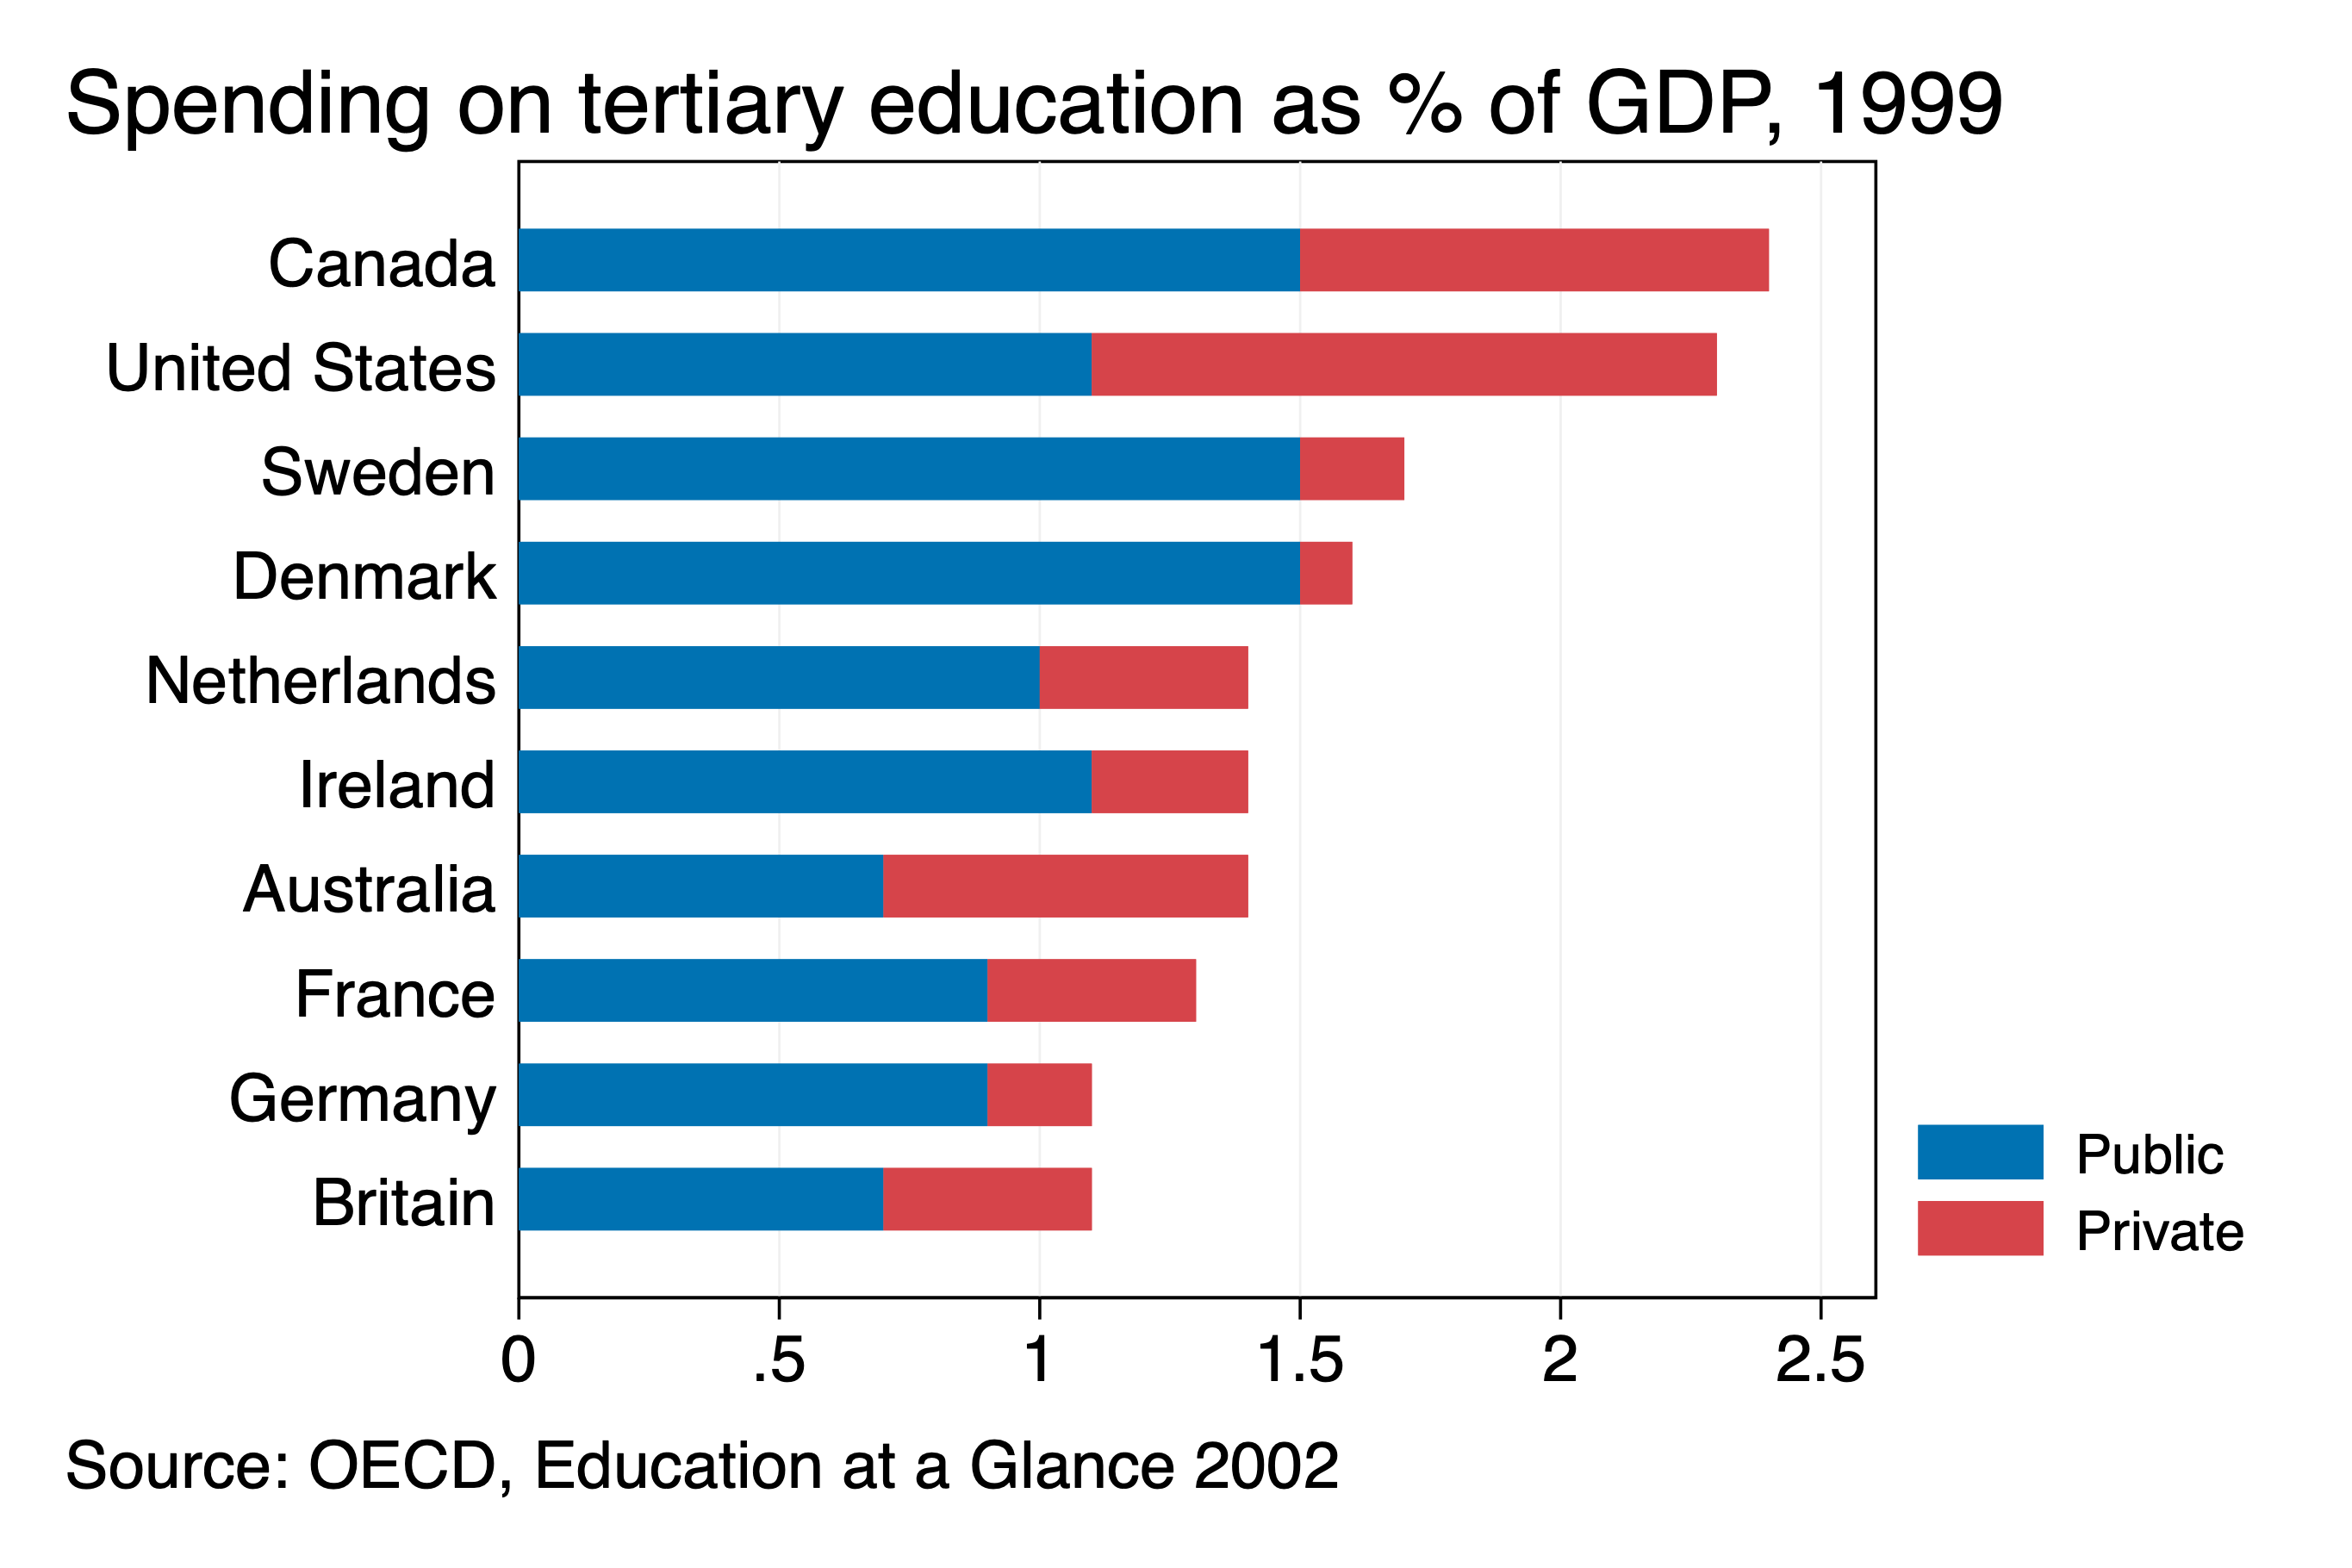 Spending on tertiary education as % of GDP, 1999
Canada
United States
Sweden
Denmark
Netherlands
Ireland
Australia
France
Germany
Britain
Public
Private
0 .5 1 1.5 2 2.5
Source: OECD, Education at a Glance 2002